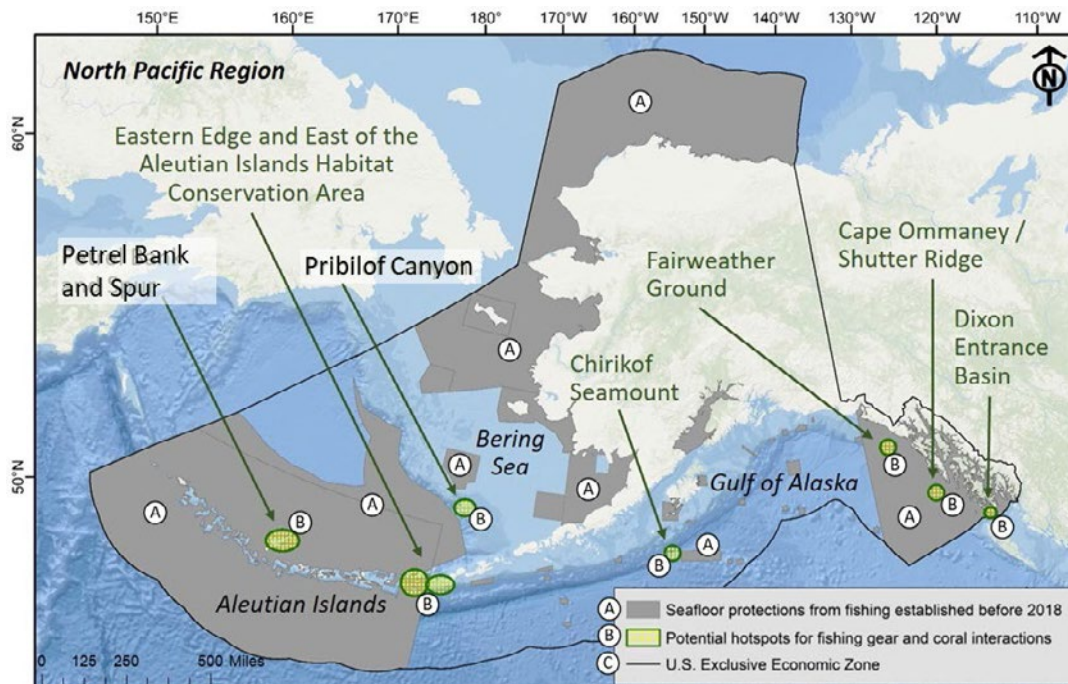 150°E 160°E 170°E 180° 170°W 160°W 150°W 140°W 130°W 120°W 110°W
North Pacific Region
N
60°N
50°N
A
Eastern Edge and East of the
Aleutian Islands Habitat
Conservation Area
Petrel Bank
and Spur
Pribilof Canyon
Fairweather
Ground
Cape Ommaney /
Shutter Ridge
Dixon
Entrance
Basin
Chirikof
Seamount
A
Bering
Sea
A
A
A
B
Gulf of Alaska
B
A
B
B
A
B
A
B
A
B
Aleutian Islands
B
A Seafloor protections from fishing established before 2018
B Potential hotspots for fishing gear and coral interactions
C U.S. Exclusive Economic Zone
0 125 250 500 Miles